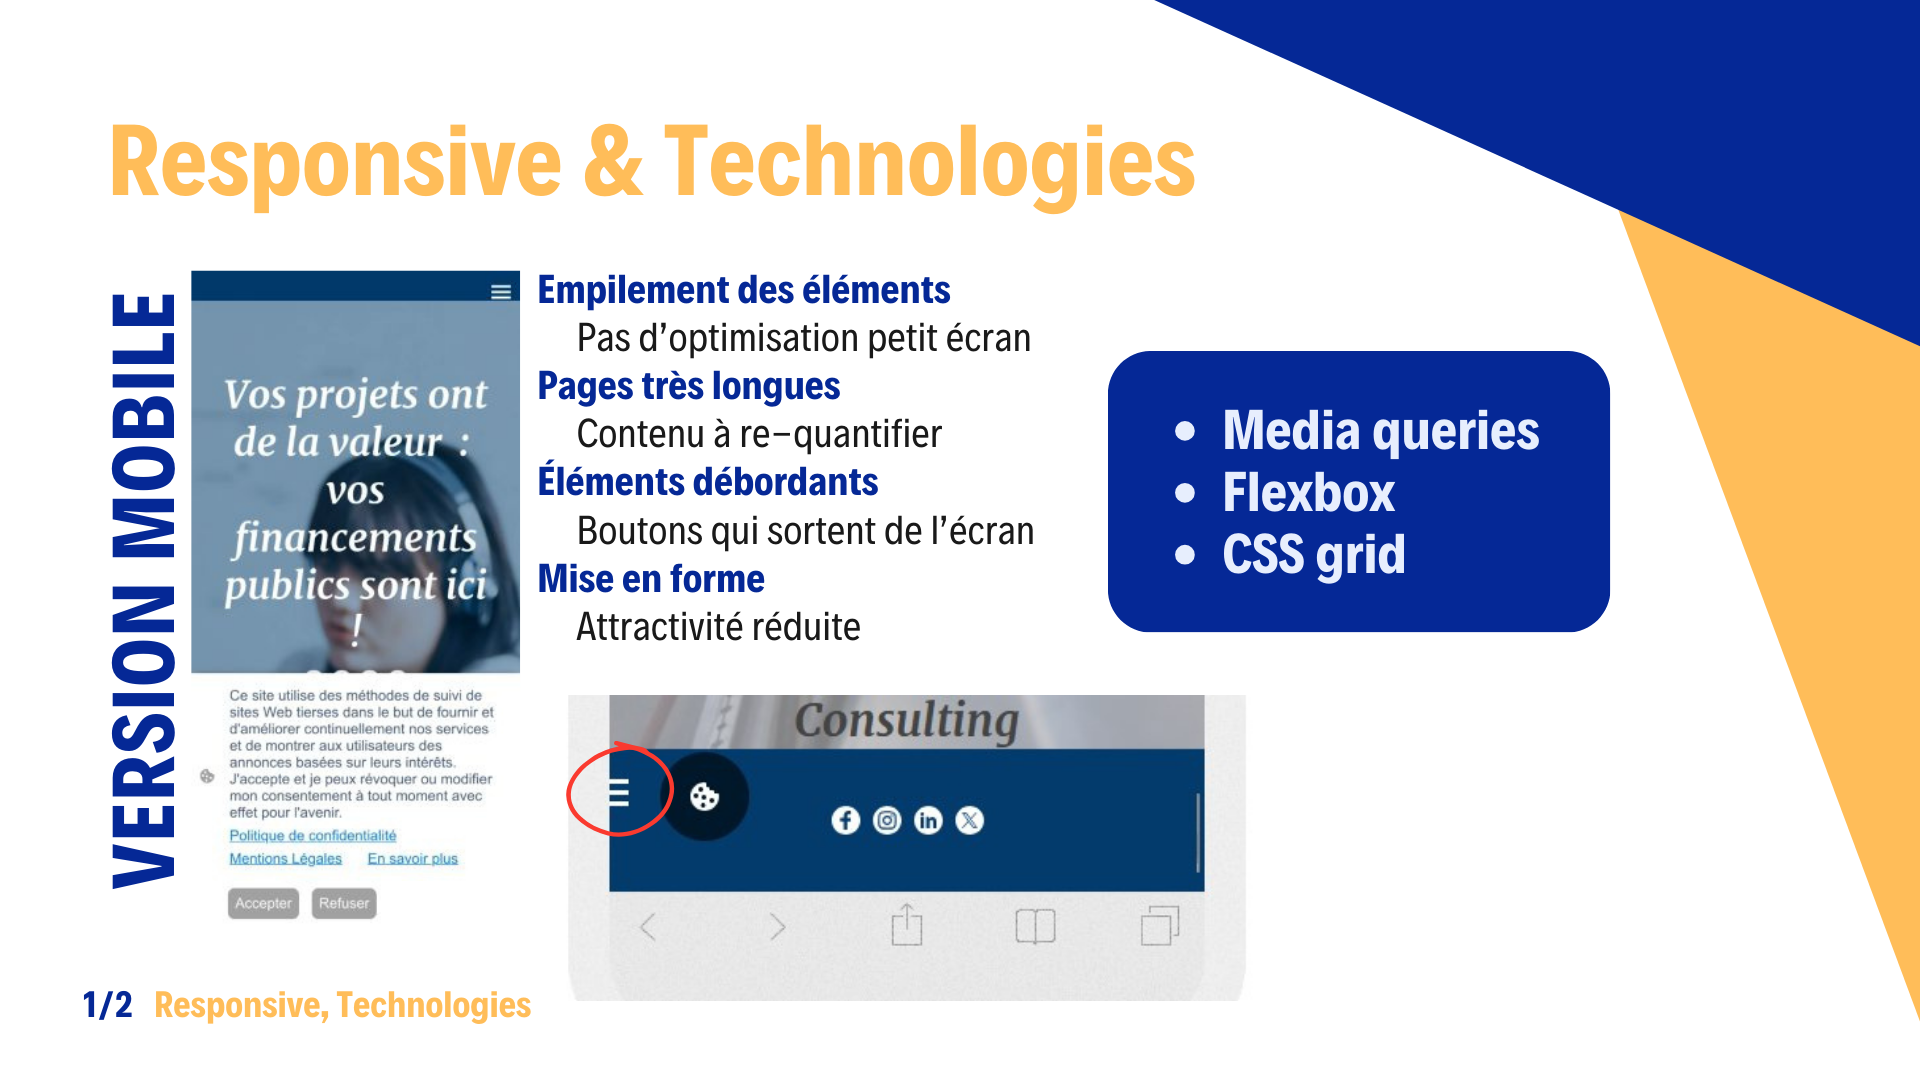 Responsive & Technologies
VERSION MOBILE
Vos projets ont
de la valeur :
vos
financements
publics sont ici
!
Ce site utilise des méthodes de suivi de
sites Web tierses dans le but de fournir et
d'améliorer continuellement nos services
et de montrer aux utilisateurs des
annonces basées sur leurs intérêts.
J'accepte et je peux révoquer ou modifier
mon consentement à tout moment avec
effet pour l'avenir.
Politique de confidentialité
Mentions Légales En savoir plus
Accepter Refuser
Empilement des éléments
Pas d’optimisation petit écran
Pages très longues
Contenu à re–quantifier
Éléments débordants
Boutons qui sortent de l’écran
Mise en forme
Attractivité réduite
• Media queries
• Flexbox
• CSS grid
Consulting
1/2 Responsive, Technologies